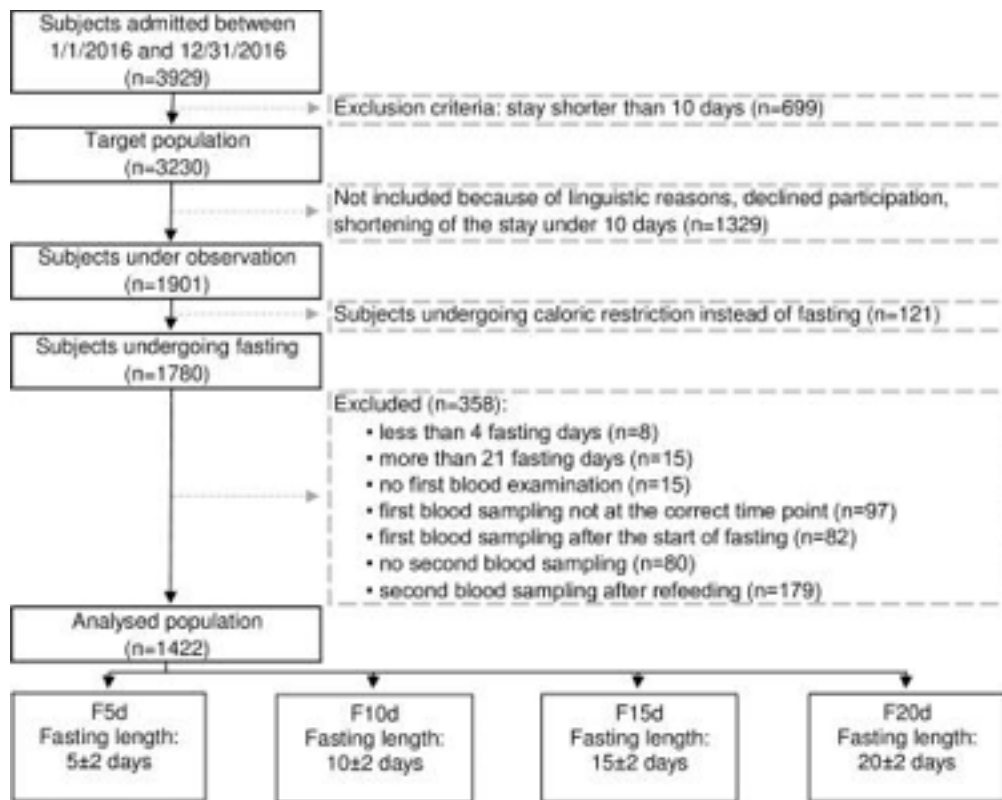 Subjects admitted between
1/1/2016 and 12/31/2016
(n=3929)
Exclusion criteria: stay shorter than 10 days (n=699)
Target population
(n=3230)
Not included because of linguistic reasons, declined participation,
shortening of the stay under 10 days (n=1329)
Subjects under observation
(n=1901)
Subjects undergoing caloric restriction instead of fasting (n=121)
Subjects undergoing fasting
(n=1780)
Excluded (n=358):
• less than 4 fasting days (n=8)
• more than 21 fasting days (n=15)
• no first blood examination (n=15)
• first blood sampling not at the correct time point (n=97)
• first blood sampling after the start of fasting (n=82)
• no second blood sampling (n=80)
• second blood sampling after refeeding (n=179)
Analysed population
(n=1422)
F5d
Fasting length:
5±2 days
F10d
Fasting length:
10±2 days
F15d
Fasting length:
15±2 days
F20d
Fasting length:
20±2 days